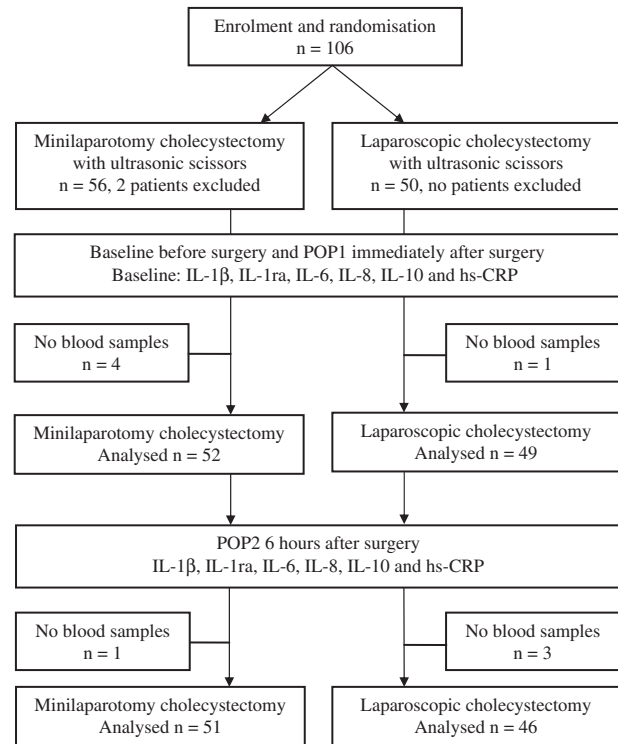 Enrolment and randomisation
n = 106
Minilaparotomy cholecystectomy
with ultrasonic scissors
n = 56, 2 patients excluded
Laparoscopic cholecystectomy
with ultrasonic scissors
n = 50, no patients excluded
Baseline before surgery and POP1 immediately after surgery
Baseline: IL-1β, IL-1ra, IL-6, IL-8, IL-10 and hs-CRP
No blood samples
n = 4
No blood samples
n = 1
Minilaparotomy cholecystectomy
Analysed n = 52
Laparoscopic cholecystectomy
Analysed n = 49
POP2 6 hours after surgery
IL-1β, IL-1ra, IL-6, IL-8, IL-10 and hs-CRP
No blood samples
n = 1
No blood samples
n = 3
Minilaparotomy cholecystectomy
Analysed n = 51
Laparoscopic cholecystectomy
Analysed n = 46